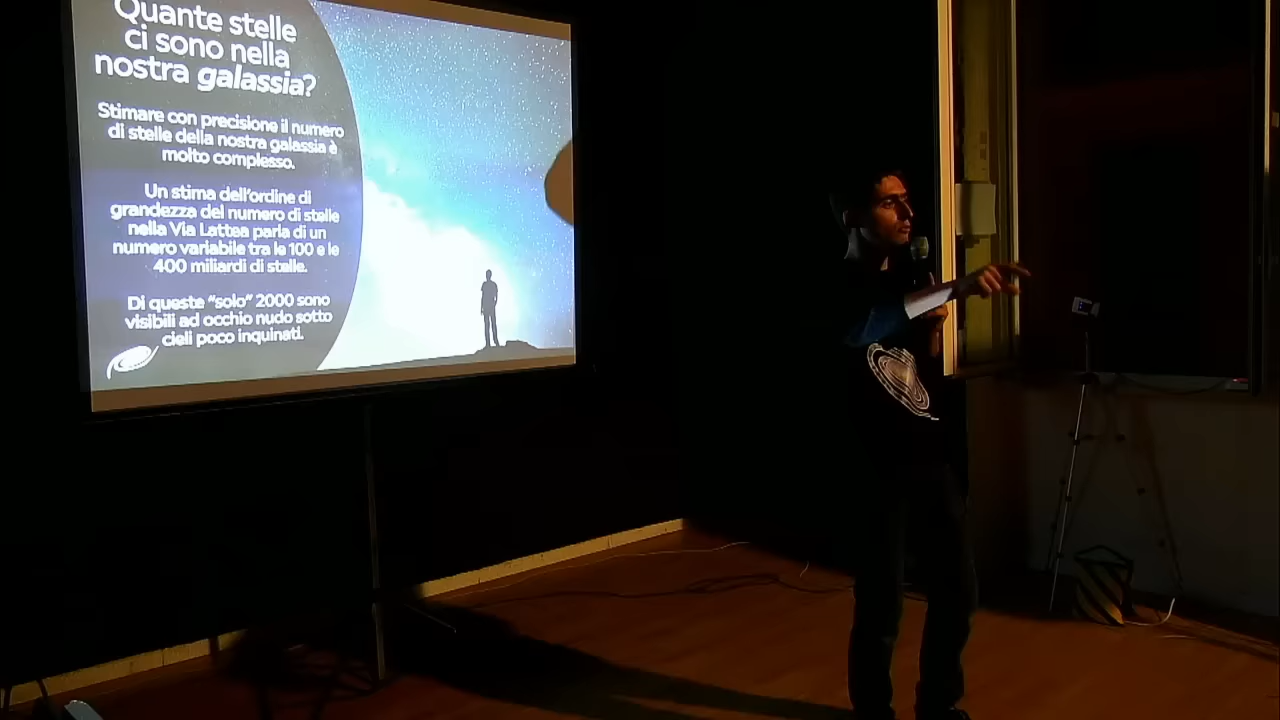 Quante stelle
ci sono nella
nostra galassia?
Stimare con precisione il numero
di stelle della nostra galassia è
molto complesso.
Un stima dell'ordine di
grandezza del numero di stelle
nella Via Lattea parla di un
numero variabile tra le 100 e le
400 miliardi di stelle.
Di queste "solo" 2000 sono
visibili ad occhio nudo sotto
cieli poco inquinati.